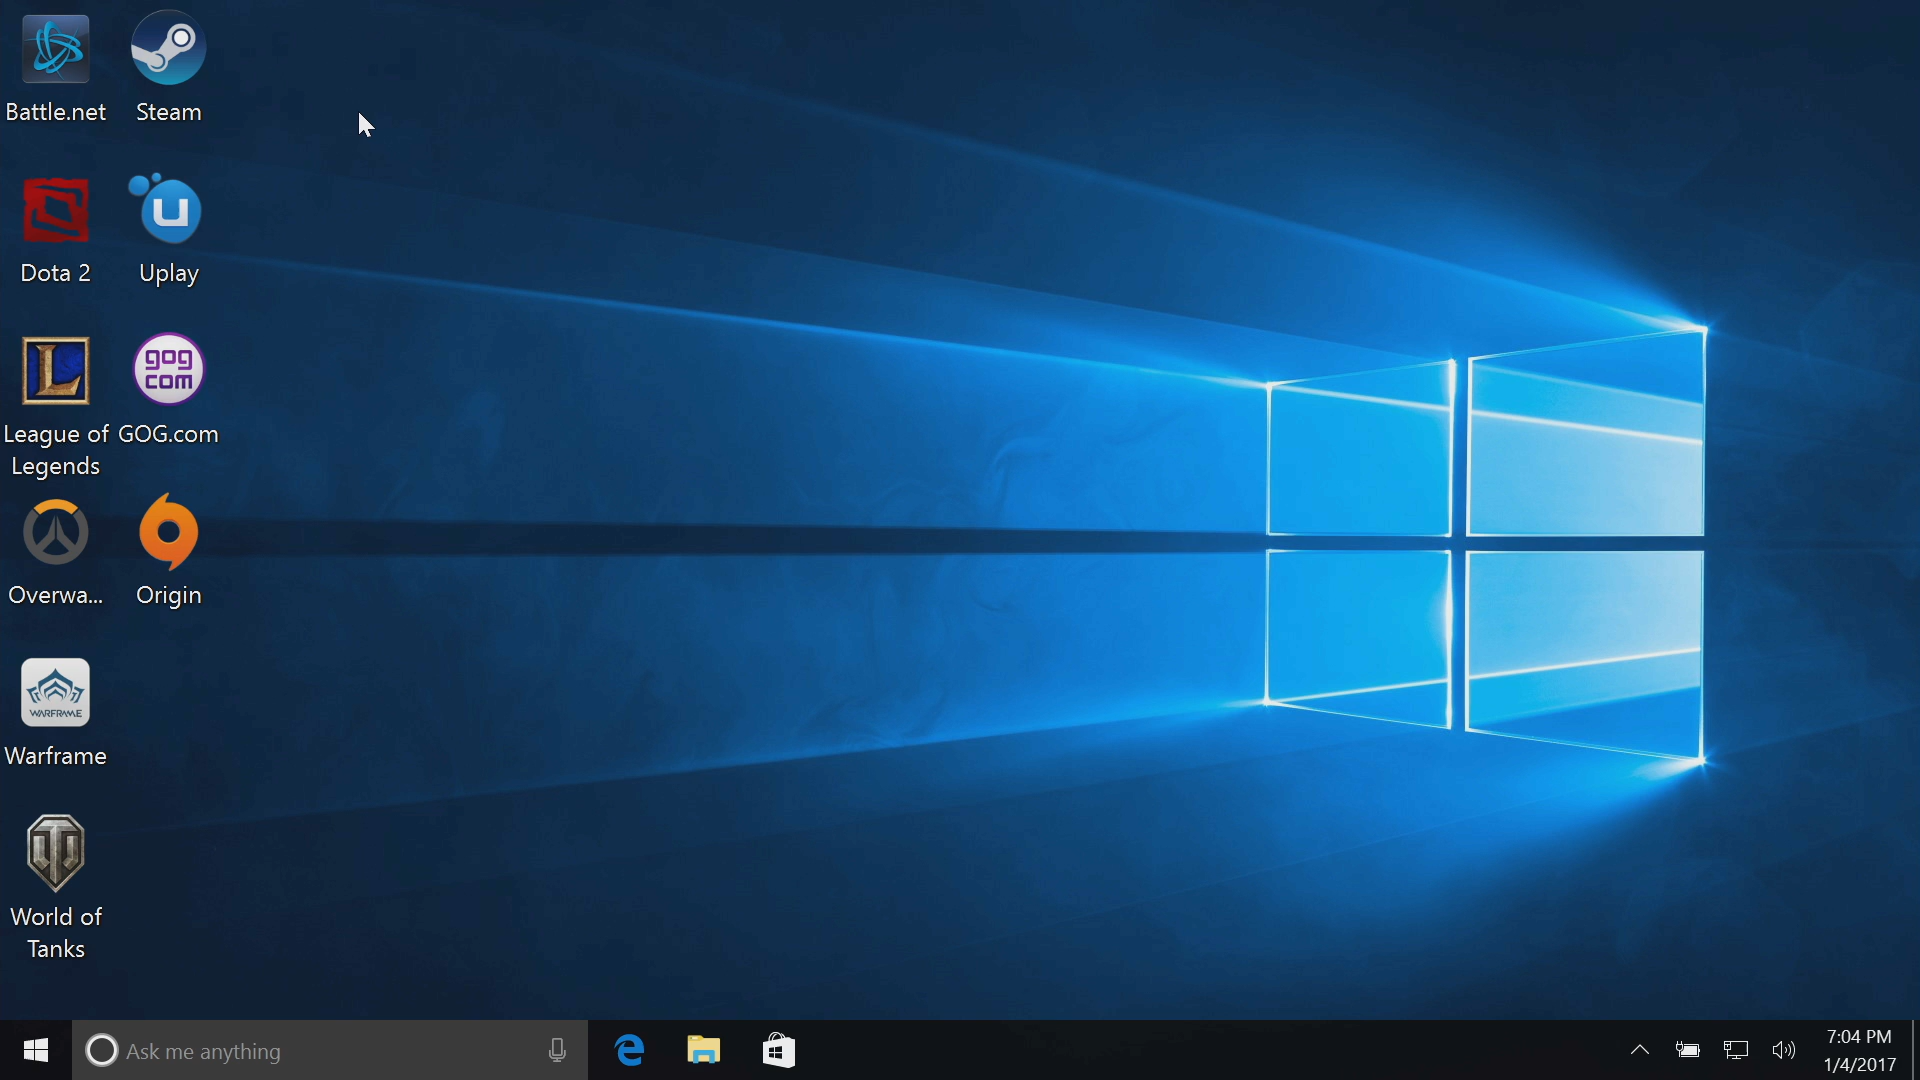 Battle.net
Steam
Dota 2
Uplay
League of
Legends
gog
com
GOG.com
Overwa...
Origin
WARFRAME
Warframe
World of
Tanks
Ask me anything
7:04 PM
1/4/2017